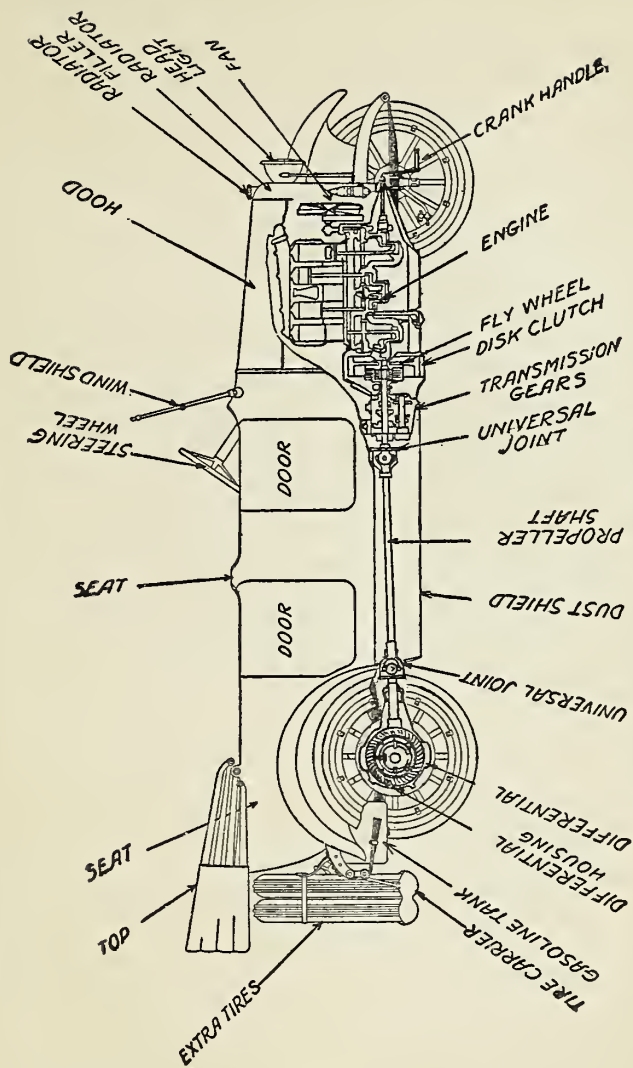 RADIATOR
FILLER
RADIATOR
HEAD
LIGHT
FAN
HOOD
WINDSHIELD
STEERING
WHEEL
SEAT
SEAT
TOP
EXTRA TIRES
DOOR
DOOR
CRANK HANDLE,
ENGINE
FLY WHEEL
DISK CLUTCH
TRANSMISSION
GEARS
UNIVERSAL
JOINT
PROPELLER
SHAFT
DUST SHIELD
UNIVERSAL JOINT
DIFFERENTIAL
DIFFERENTIAL
HOUSING
GASOLINE TANK
TIRE CARRIER